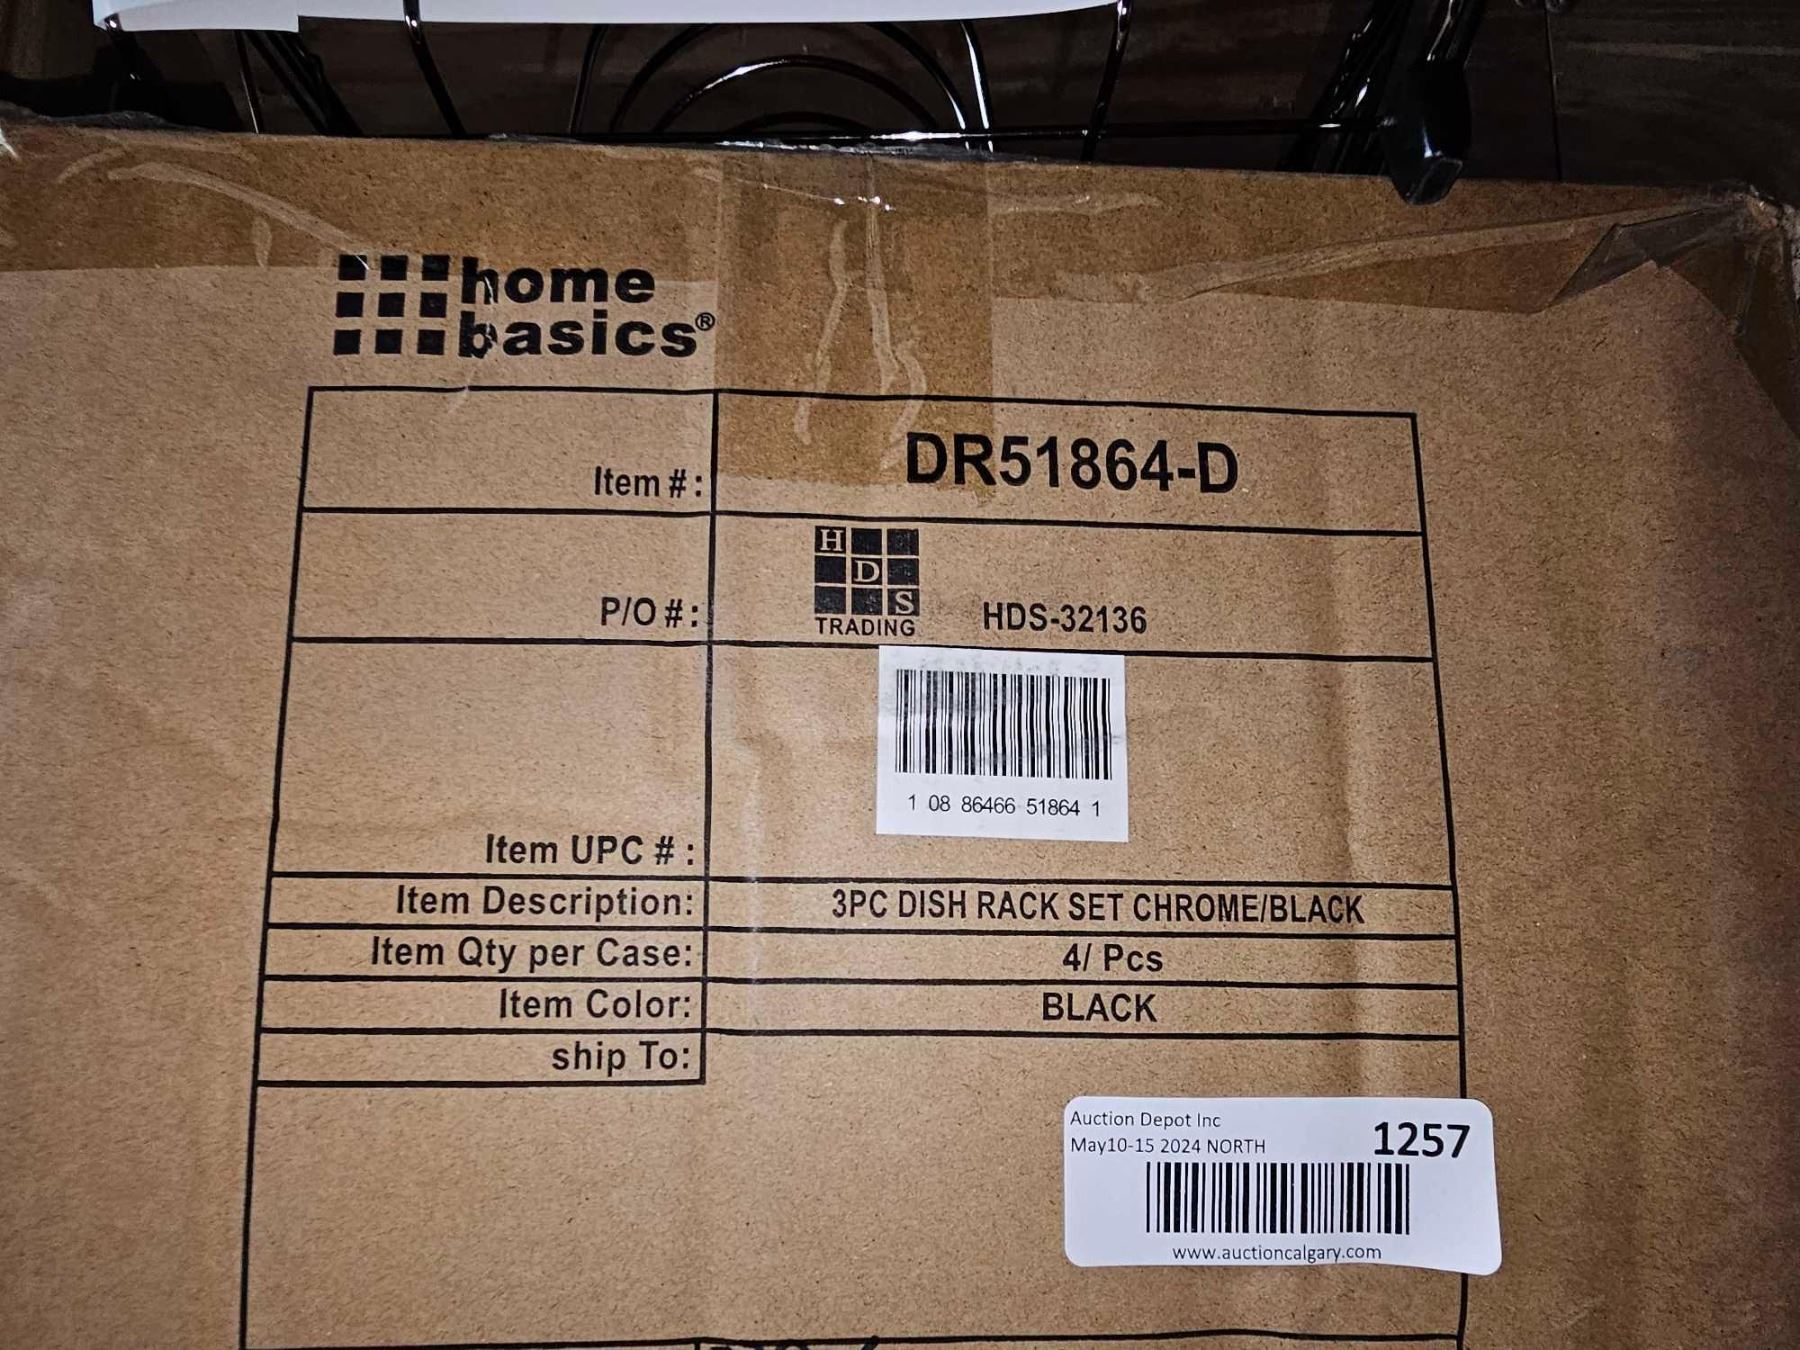 home
basics®
Item #: DR51864-D
H
D
S
TRADING
P/O #: HDS-32136
1 08 86466 51864 1
Item UPC # :
Item Description: 3PC DISH RACK SET CHROME/BLACK
Item Qty per Case: 4/ Pcs
Item Color: BLACK
ship To:
Auction Depot Inc
May10-15 2024 NORTH 1257
www.auctioncalgary.com